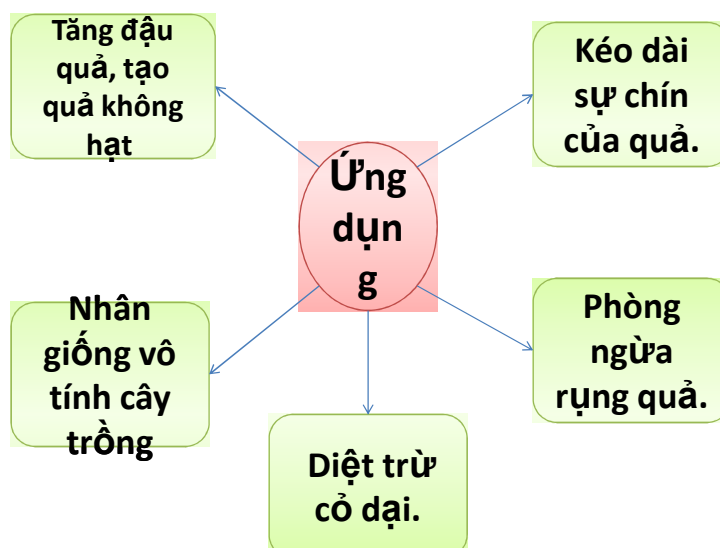 Tăng đậu
quả, tạo
quả không
hạt
Kéo dài
sự chín
của quả.
Ứng
dụn
g
Nhân
giống vô
tính cây
trồng
Phòng
ngừa
rụng quả.
Diệt trừ
cỏ dại.